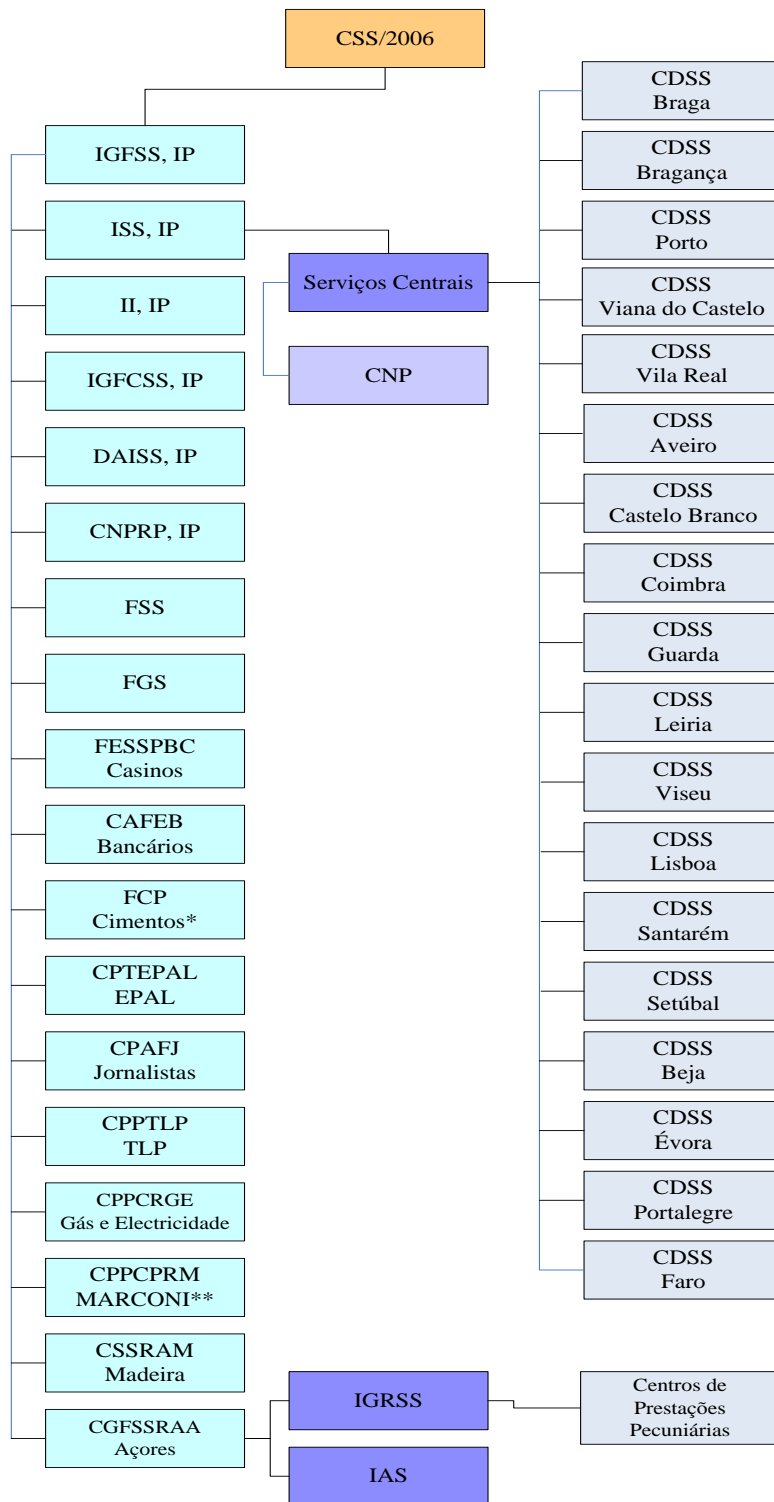 CSS/2006
IGFSS, IP
ISS, IP
II, IP
IGFCSS, IP
DAISS, IP
CNPRP, IP
FSS
FGS
FESSPBC
Casinos
CAFEB
Bancários
FCP
Cimentos*
CPTEPAL
EPAL
CPAFJ
Jornalistas
CPPTLP
TLP
CPPCRGE
Gás e Electricidade
CPPCPRM
MARCONI**
CSSRAM
Madeira
CGFSSRAA
Açores
Serviços Centrais
CNP
IGRSS
IAS
CDSS
Braga
CDSS
Bragança
CDSS
Porto
CDSS
Viana do Castelo
CDSS
Vila Real
CDSS
Aveiro
CDSS
Castelo Branco
CDSS
Coimbra
CDSS
Guarda
CDSS
Leiria
CDSS
Viseu
CDSS
Lisboa
CDSS
Santarém
CDSS
Setúbal
CDSS
Beja
CDSS
Évora
CDSS
Portalegre
CDSS
Faro
Centros de
Prestações
Pecuniárias